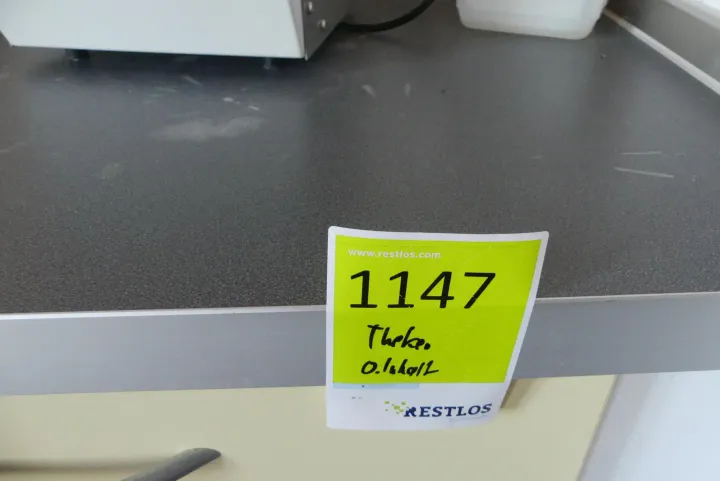 www.restlos.com
1147
Theke.
o. Inhalt
RESTLOS